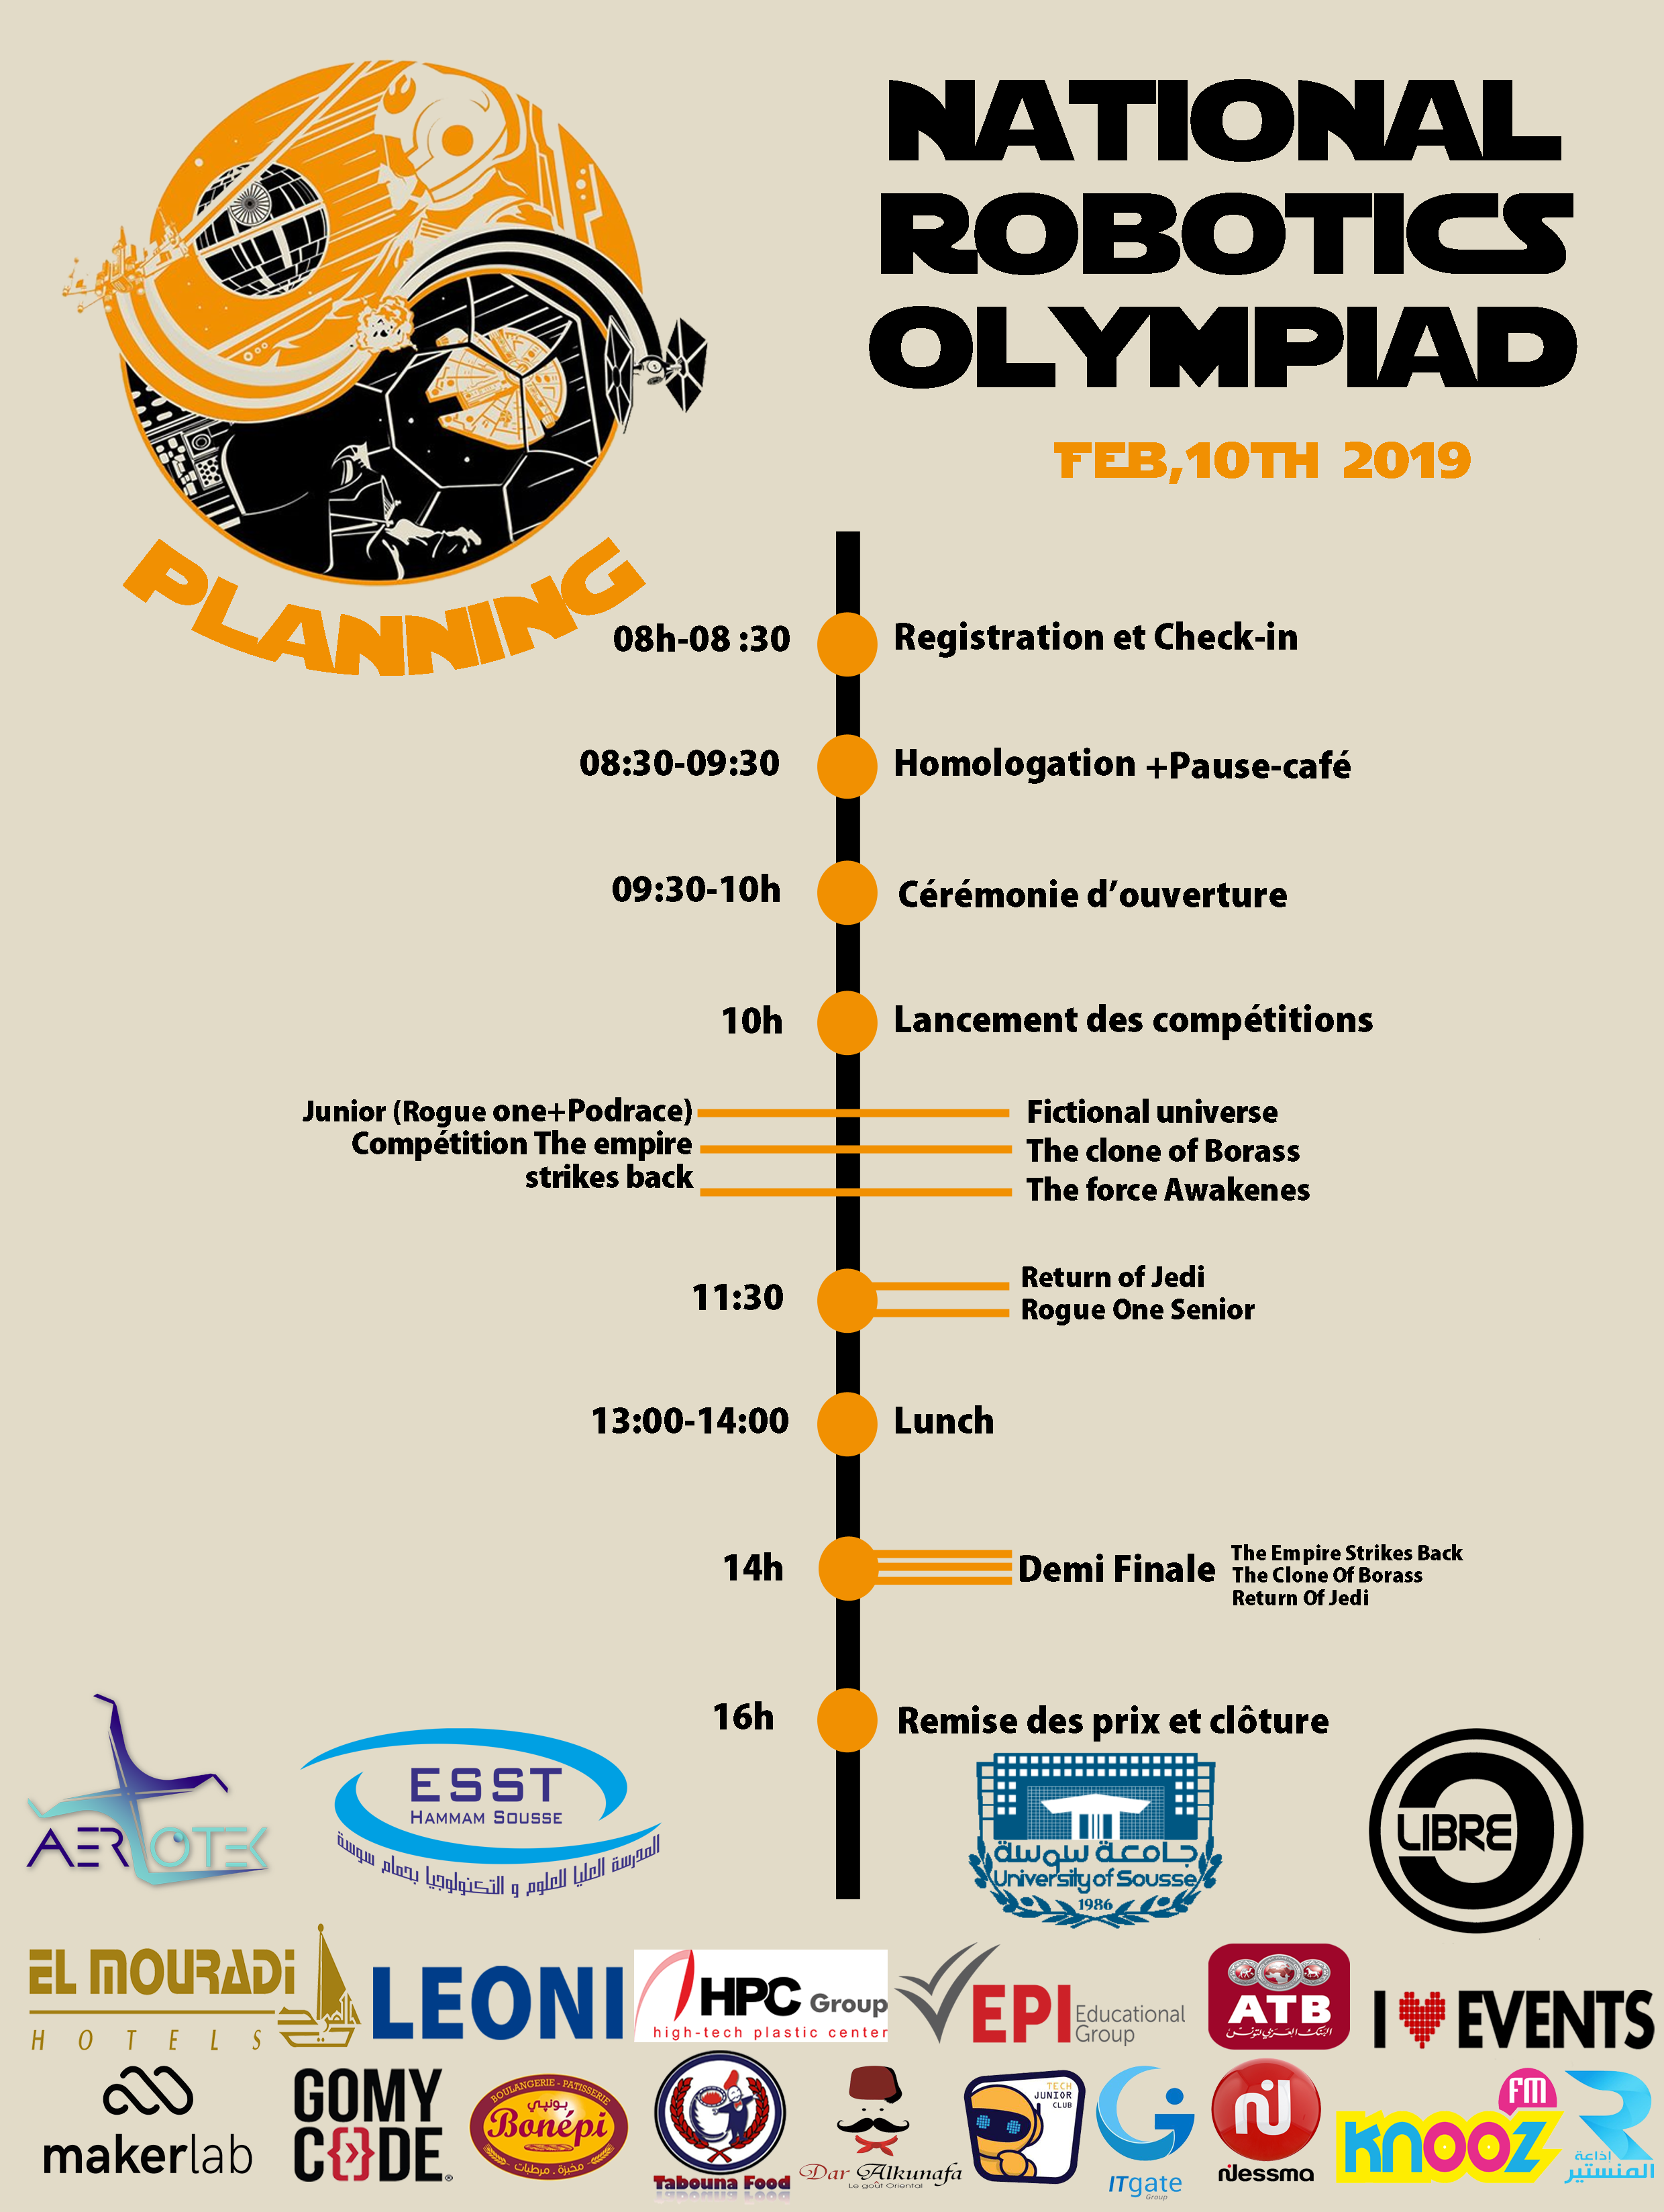 NATIONAL
ROBOTICS
OLYMPIAD
FEB,10TH 2019
PLANNING
08h-08 :30 Registration et Check-in
08:30-09:30 Homologation +Pause-café
09:30-10h Cérémonie d'ouverture
10h Lancement des compétitions
Junior (Rogue one+Podrace) Fictional universe
Compétition The empire The clone of Borass
strikes back The force Awakenes
11:30 Return of Jedi
Rogue One Senior
13:00-14:00 Lunch
14h Demi Finale The Empire Strikes Back
The Clone Of Borass
Return Of Jedi
16h Remise des prix et clôture
AEROTEK
ESST
HAMMAM SOUSSE
المدرسة العليا للعلوم و التكنولوجيا بحمام سوسة
جامعة سوسة
University of Sousse
1986
LIBRE
EL MOURADI
HOTELS
LEONI
HPC Group
high-tech plastic center
EPI Educational
Group
ATB
البنك العربي لتونس
I EVENTS
makerlab
GOMY
CODE
BOULANGERIE - PATISSERIE
بونيبي
Bonépi
مخبزة . مرطبات
Tabouna Food
Dar Alkunafa
Le goût Oriental
TECH
JUNIOR
CLUB
ITgate
Group
Nessma
KNOOZ
FM
إذاعة
المنستير